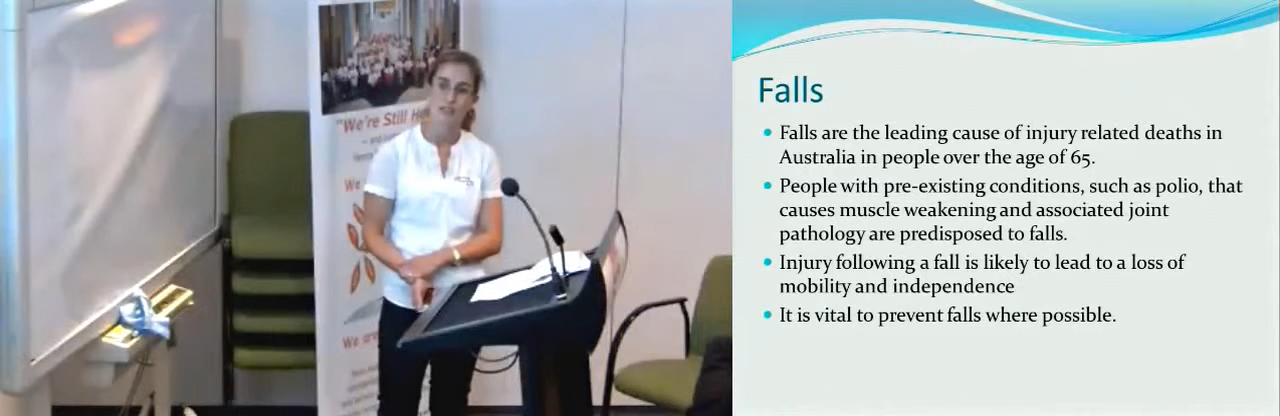 "We're Still He
We
We are
Falls
Falls are the leading cause of injury related deaths in
Australia in people over the age of 65.
People with pre-existing conditions, such as polio, that
causes muscle weakening and associated joint
pathology are predisposed to falls.
Injury following a fall is likely to lead to a loss of
mobility and independence
It is vital to prevent falls where possible.